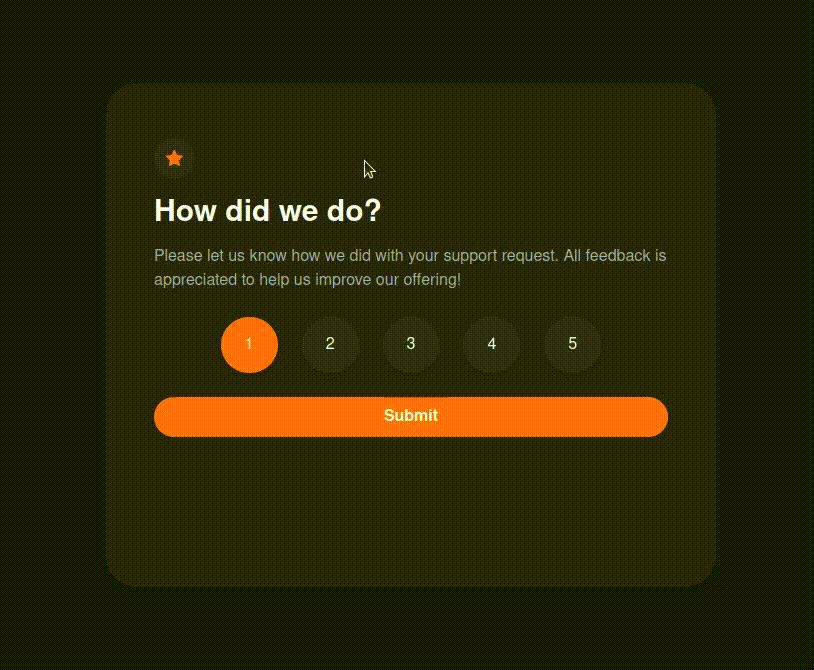 How did we do?
Please let us know how we did with your support request. All feedback is
appreciated to help us improve our offering!
1 2 3 4 5
Submit